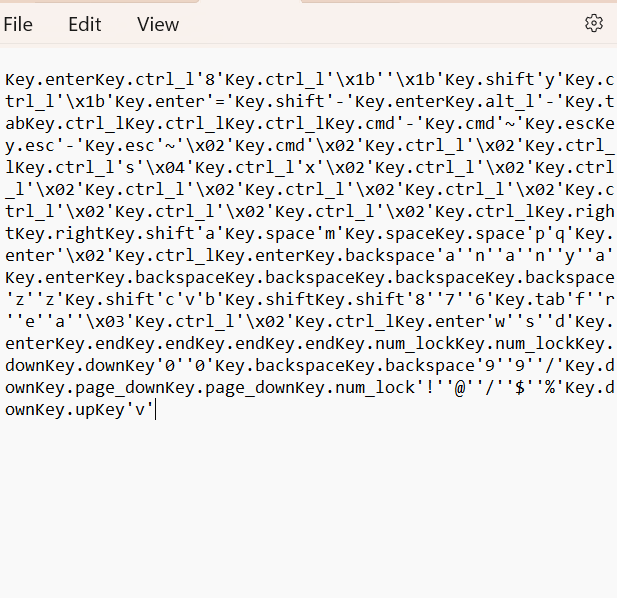 File Edit View
Key.enterKey.ctrl_l'8'Key.ctrl_l'\x1b''\x1b'Key.shift'y'Key.c
trl_l'\x1b'Key.enter'='Key.shift'-'Key.enterKey.alt_l'-'Key.t
abKey.ctrl_lKey.ctrl_lKey.ctrl_lKey.cmd'-'Key.cmd'~'Key.escKe
y.esc'-'Key.esc'~'\x02'Key.cmd'\x02'Key.ctrl_l'\x02'Key.ctrl_
lKey.ctrl_l's'\x04'Key.ctrl_l'x'\x02'Key.ctrl_l'\x02'Key.ctrl
_l'\x02'Key.ctrl_l'\x02'Key.ctrl_l'\x02'Key.ctrl_l'\x02'Key.c
trl_l'\x02'Key.ctrl_l'\x02'Key.ctrl_l'\x02'Key.ctrl_lKey.righ
tKey.rightKey.shift'a'Key.space'm'Key.spaceKey.space'p'q'Key.
enter'\x02'Key.ctrl_lKey.enterKey.backspace'a''n''a''n''y''a'
Key.enterKey.backspaceKey.backspaceKey.backspaceKey.backspace
'z''z'Key.shift'c'v'b'Key.shiftKey.shift'8''7''6'Key.tab'f''r
''e''a''\x03'Key.ctrl_l'\x02'Key.ctrl_lKey.enter'w''s''d'Key.
enterKey.endKey.endKey.endKey.endKey.num_lockKey.num_lockKey.
downKey.downKey'0''0'Key.backspaceKey.backspace'9''9''/'Key.d
ownKey.page_downKey.page_downKey.num_lock'!''@''/''$''%'Key.d
ownKey.upKey'v'